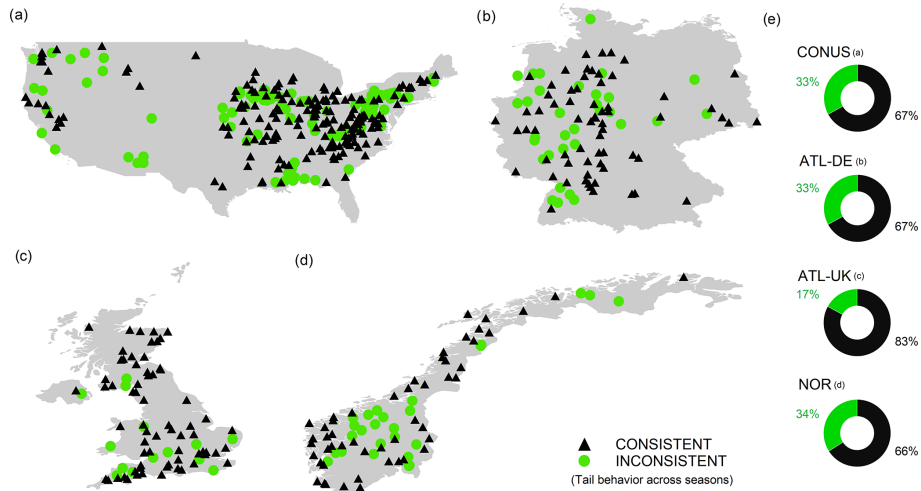 (a)
(b)
(e)
CONUS (a)
33%
67%
ATL-DE (b)
33%
67%
(c)
(d)
ATL-UK (c)
17%
83%
NOR (d)
34%
66%
CONSISTENT
INCONSISTENT
(Tail behavior across seasons)